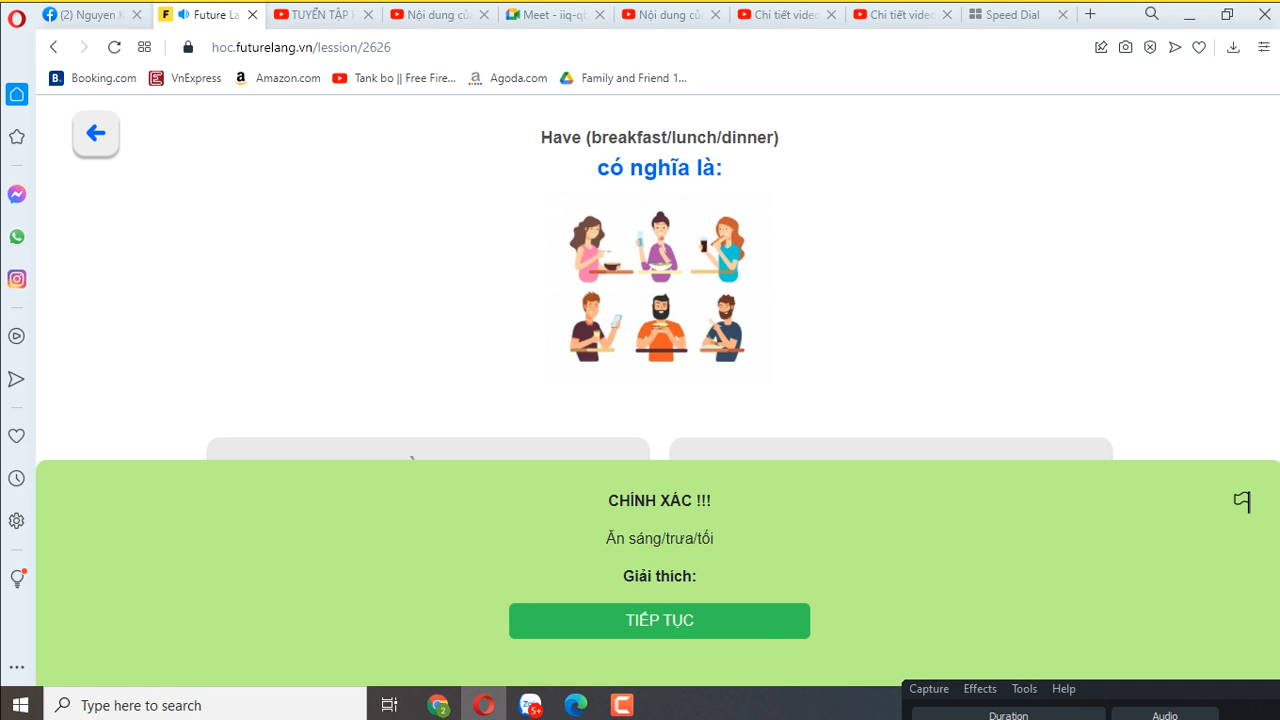 (2) Nguyen K
Future La
TUYỂN TẬP
Nội dung củ
Meet - iiq-qb
Nội dung củ
Chi tiết video
Chi tiết video
Speed Dial
hoc.futurelang.vn/lession/2626
Booking.com
VnExpress
Amazon.com
Tank bo || Free Fire...
Agoda.com
Family and Friend 1...
Have (breakfast/lunch/dinner)
có nghĩa là:
CHÍNH XÁC !!!
Ăn sáng/trưa/tối
Giải thích:
TIẾP TỤC
Type here to search
Capture Effects Tools Help
Duration
Audio